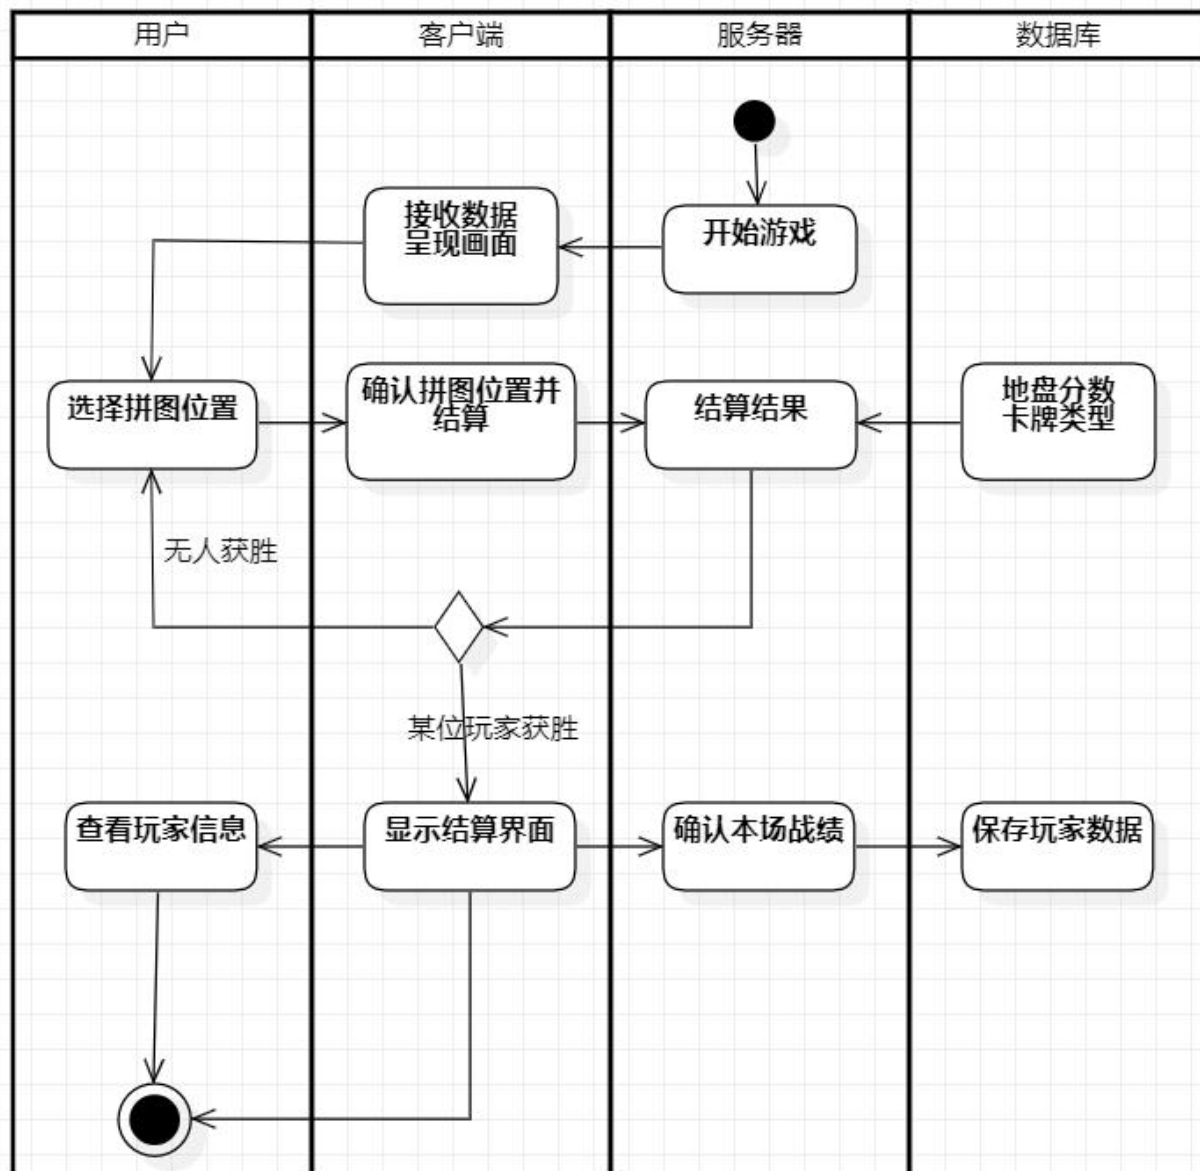 用户
客户端
服务器
数据库
接收数据
呈现画面
开始游戏
选择拼图位置
确认拼图位置并
结算
结算结果
地盘分数
卡牌类型
无人获胜
某位玩家获胜
查看玩家信息
显示结算界面
确认本场战绩
保存玩家数据